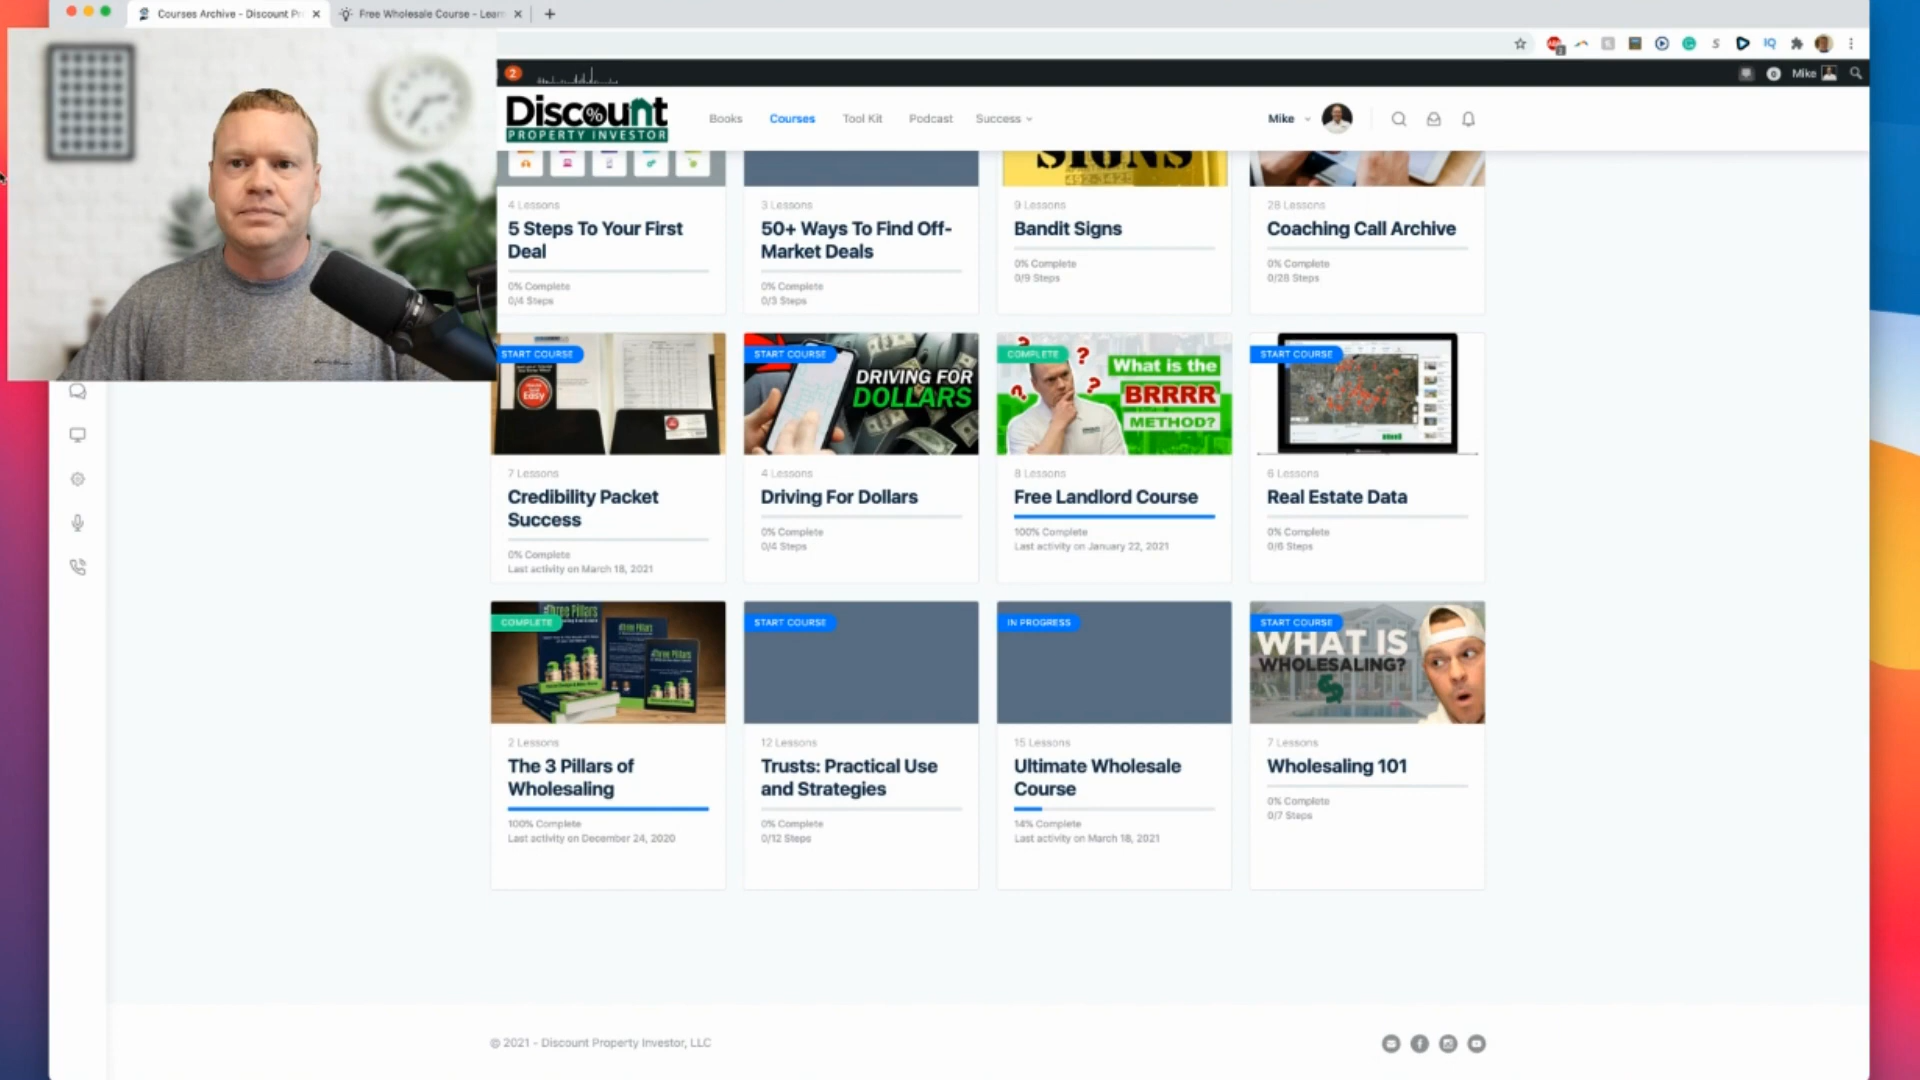 Courses Archive - Discount Pr
Free Wholesale Course - Learn
2
0
Mike
Discount
PROPERTY INVESTOR
Books
Courses
Tool Kit
Podcast
Success
Mike
SIGNS
4 Lessons
5 Steps To Your First
Deal
0% Complete
0/4 Steps
3 Lessons
50+ Ways To Find Off-
Market Deals
0% Complete
0/3 Steps
9 Lessons
Bandit Signs
0% Complete
0/9 Steps
28 Lessons
Coaching Call Archive
0% Complete
0/28 Steps
START COURSE
Easy
7 Lessons
Credibility Packet
Success
0% Complete
Last activity on March 18, 2021
START COURSE
DRIVING FOR
DOLLARS
4 Lessons
Driving For Dollars
0% Complete
0/4 Steps
COMPLETE
What is the
BRRRR
METHOD?
8 Lessons
Free Landlord Course
100% Complete
Last activity on January 22, 2021
START COURSE
6 Lessons
Real Estate Data
0% Complete
0/6 Steps
COMPLETE
Three Pillars
2 Lessons
The 3 Pillars of
Wholesaling
100% Complete
Last activity on December 24, 2020
START COURSE
12 Lessons
Trusts: Practical Use
and Strategies
0% Complete
0/12 Steps
IN PROGRESS
15 Lessons
Ultimate Wholesale
Course
14% Complete
Last activity on March 18, 2021
START COURSE
WHAT IS
WHOLESALING?
7 Lessons
Wholesaling 101
0% Complete
0/7 Steps
© 2021 - Discount Property Investor, LLC